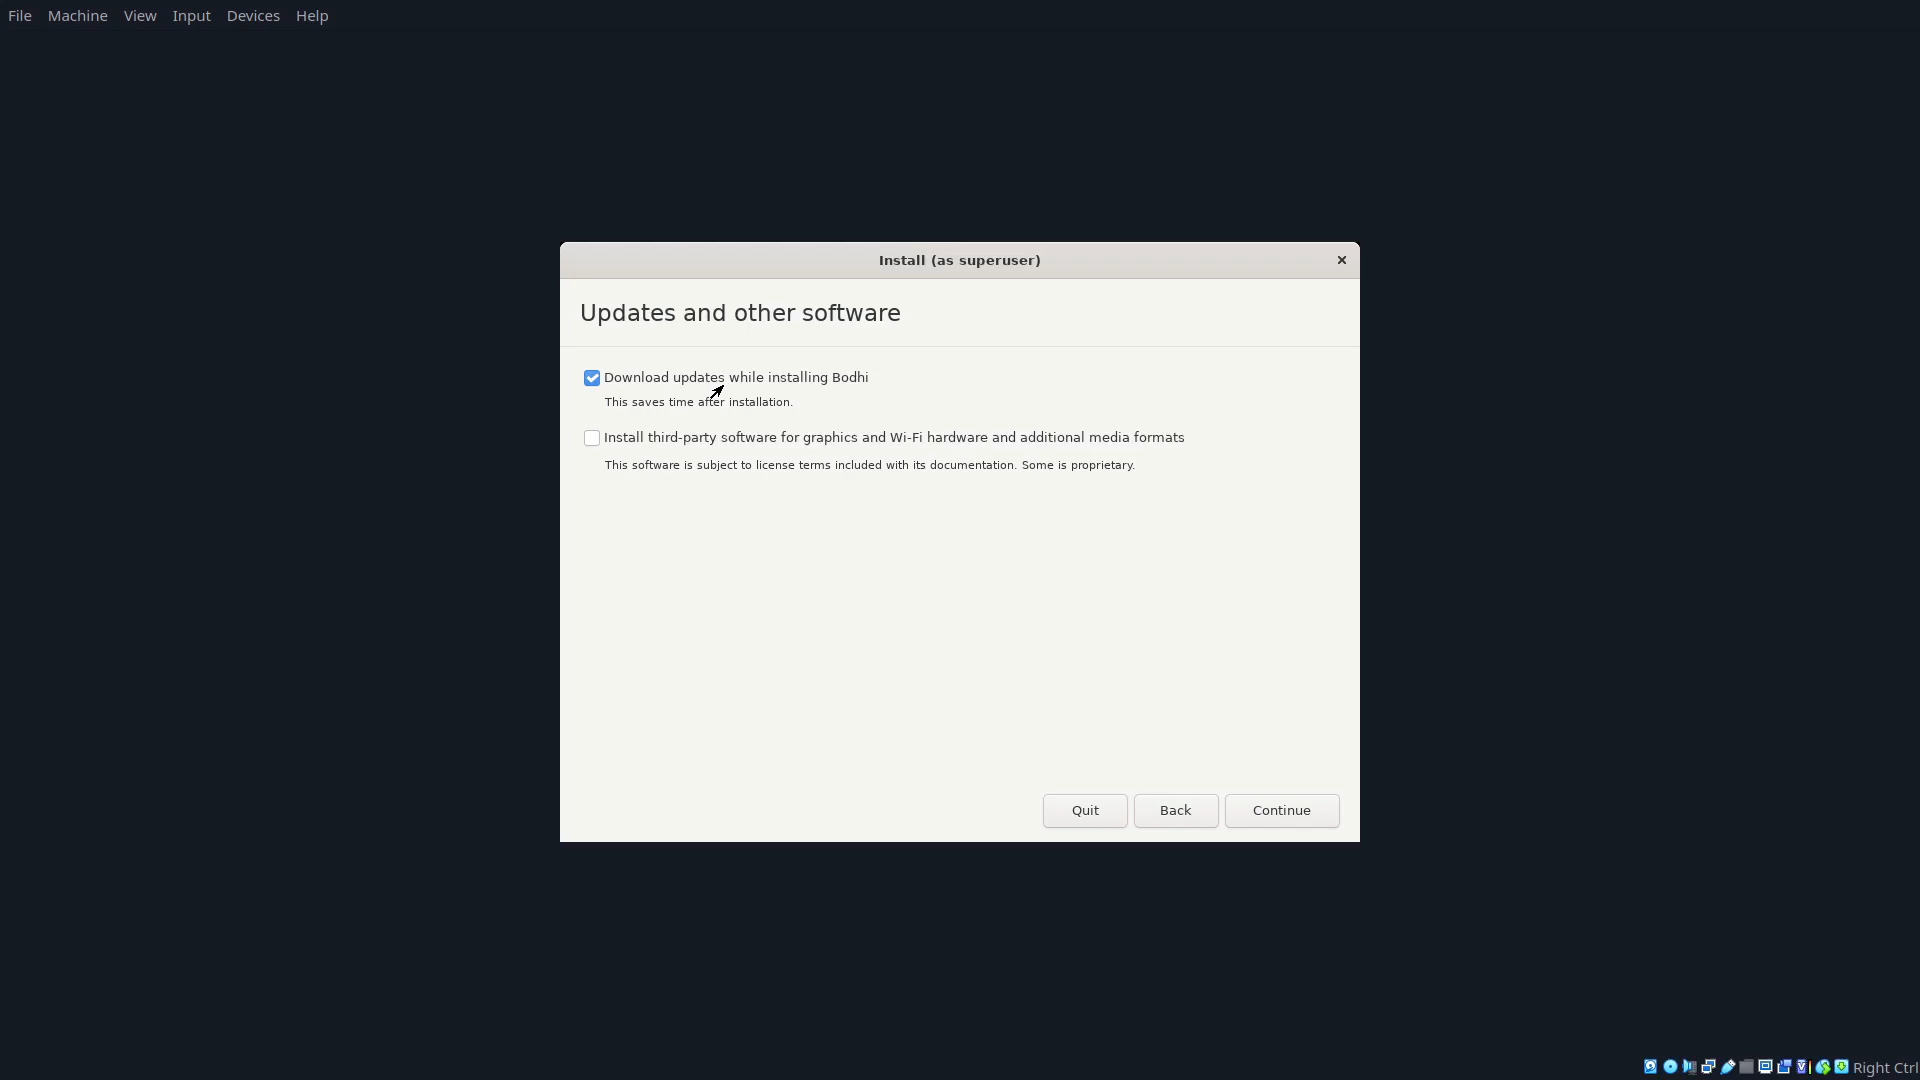 File Machine View Input Devices Help
Install (as superuser)
Updates and other software
Download updates while installing Bodhi
This saves time after installation.
Install third-party software for graphics and Wi-Fi hardware and additional media formats
This software is subject to license terms included with its documentation. Some is proprietary.
Quit Back Continue
Right Ctrl